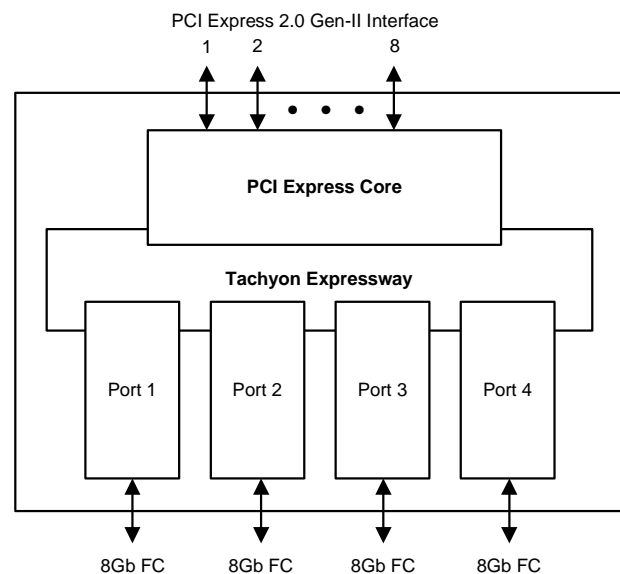 PCI Express 2.0 Gen-II Interface
1 2 8
PCI Express Core
Tachyon Expressway
Port 1 Port 2 Port 3 Port 4
8Gb FC 8Gb FC 8Gb FC 8Gb FC